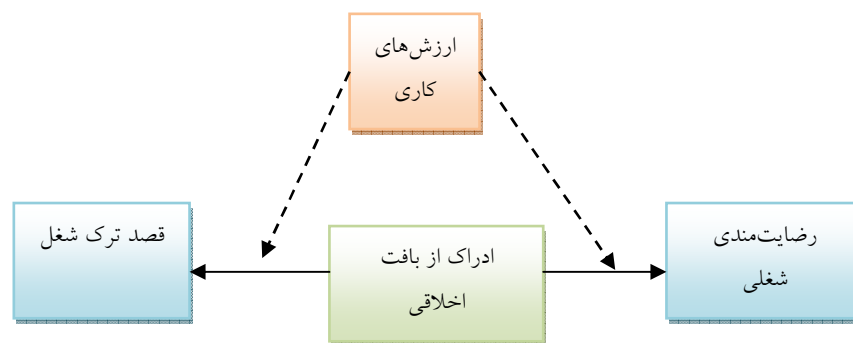 ارزش‌های
کاری
رضایت‌مندی
شغلی
ادراک از بافت
اخلاقی
قصد ترک شغل